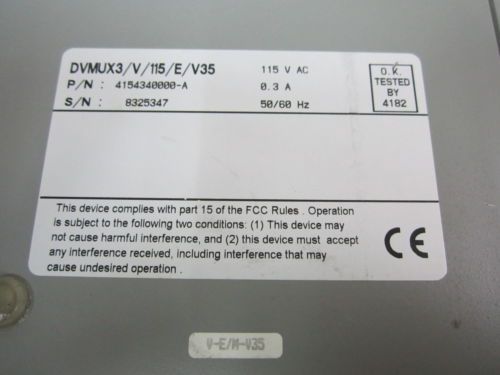 DVMUX3/V/115/E/V35
P/N : 4154340000-A
S/N : 8325347
115 V AC
0.3 A
50/60 Hz
O.K.
TESTED
BY
4182
This device complies with part 15 of the FCC Rules . Operation
is subject to the following two conditions: (1) This device may
not cause harmful interference, and (2) this device must accept
any interference received, including interference that may
cause undesired operation .
CE
V-E/M-V35